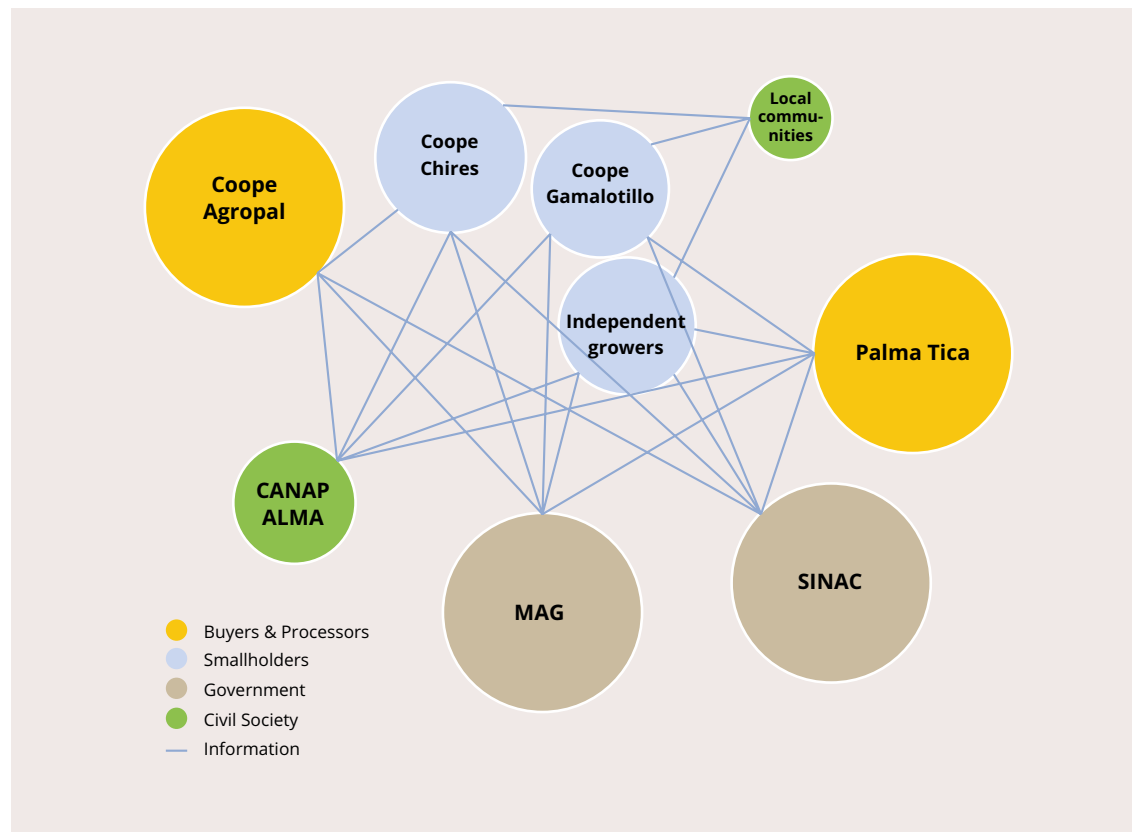 Local
commu-
nities
Coope
Chires
Coope
Gamalotillo
Coope
Agropal
Independent
growers
Palma Tica
CANAP
ALMA
SINAC
MAG
Buyers & Processors
Smallholders
Government
Civil Society
Information